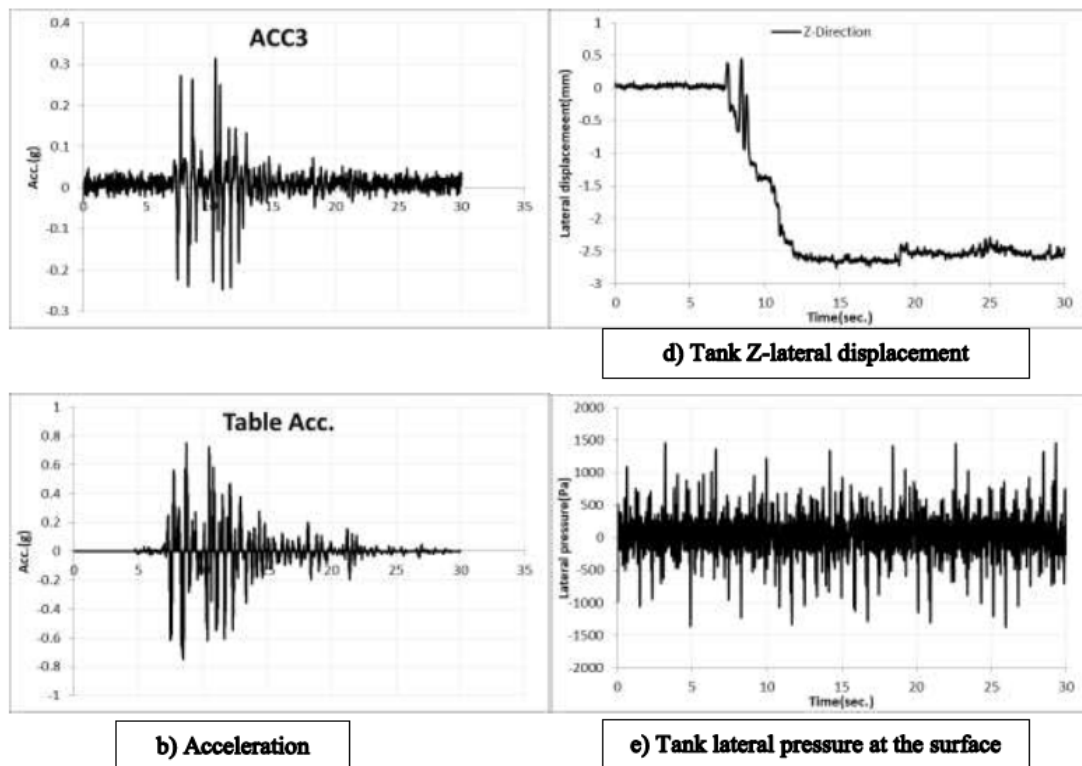 ACC3
0.4
0.3
0.2
0.1
0
-0.1
-0.2
-0.3
Acc.(g)
0 5 10 15 20 25 30 35
1
0.5
0
-0.5
-1
-1.5
-2
-2.5
-3
Lateral displacemeent(mm)
Z-Direction
0 5 10 15 20 25 30
Time(sec.)
d) Tank Z-lateral displacement
Table Acc.
1
0.8
0.6
0.4
0.2
0
-0.2
-0.4
-0.6
-0.8
-1
Acc.(g)
0 5 10 15 20 25 30 35
b) Acceleration
2000
1500
1000
500
0
-500
-1000
-1500
2000
Lateral pressure(Pa)
0 5 10 15 20 25 30
Time(sec.)
e) Tank lateral pressure at the surface